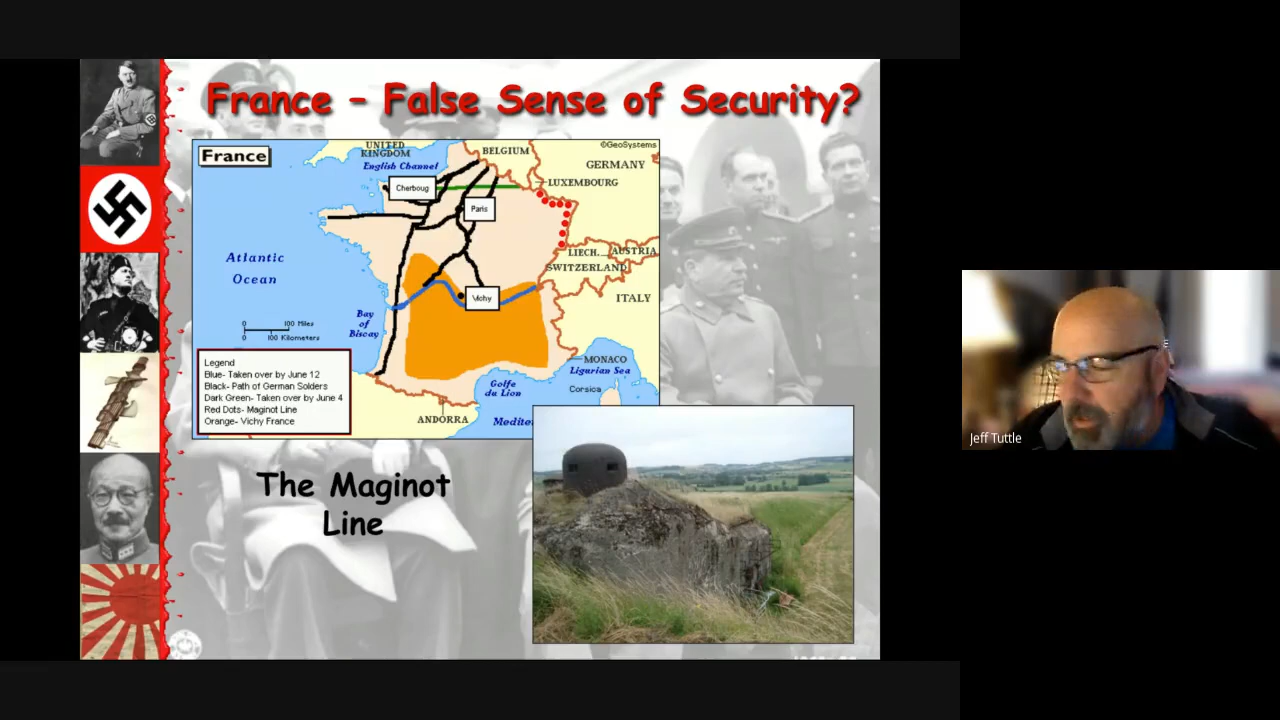 France – False Sense of Security?
France
©GeoSystems
UNITED
KINGDOM
BELGIUM
GERMANY
English Channel
LUXEMBOURG
Cherboug
Paris
Atlantic
Ocean
LIECH.
AUSTRIA
SWITZERLAND
ITALY
Vichy
Bay
of
Biscay
0 100 Miles
0 100 Kilometers
MONACO
Ligurian Sea
Golfe
du Lion
Corsica
ANDORRA
Legend
Blue- Taken over by June 12
Black- Path of German Solders
Dark Green- Taken over by June 4
Red Dots- Maginot Line
Orange- Vichy France
The Maginot
Line
Jeff Tuttle